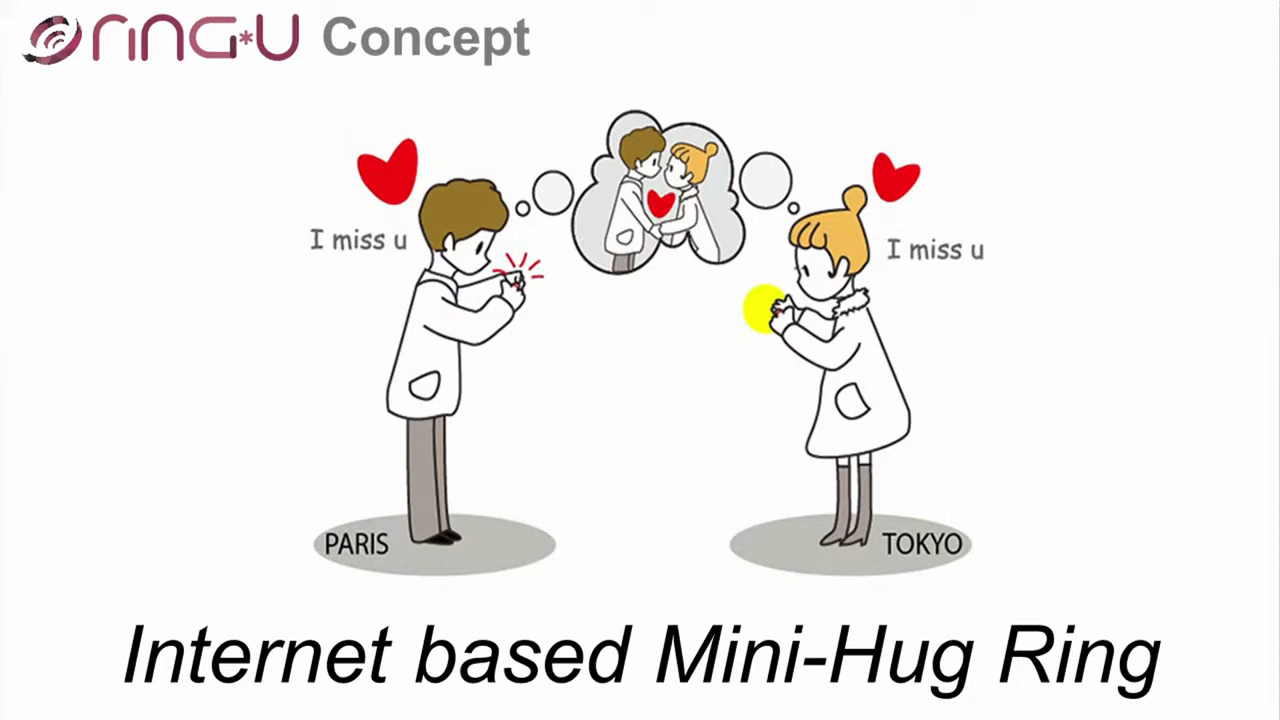 RiNG*U Concept
I miss u
I miss u
PARIS
TOKYO
Internet based Mini-Hug Ring